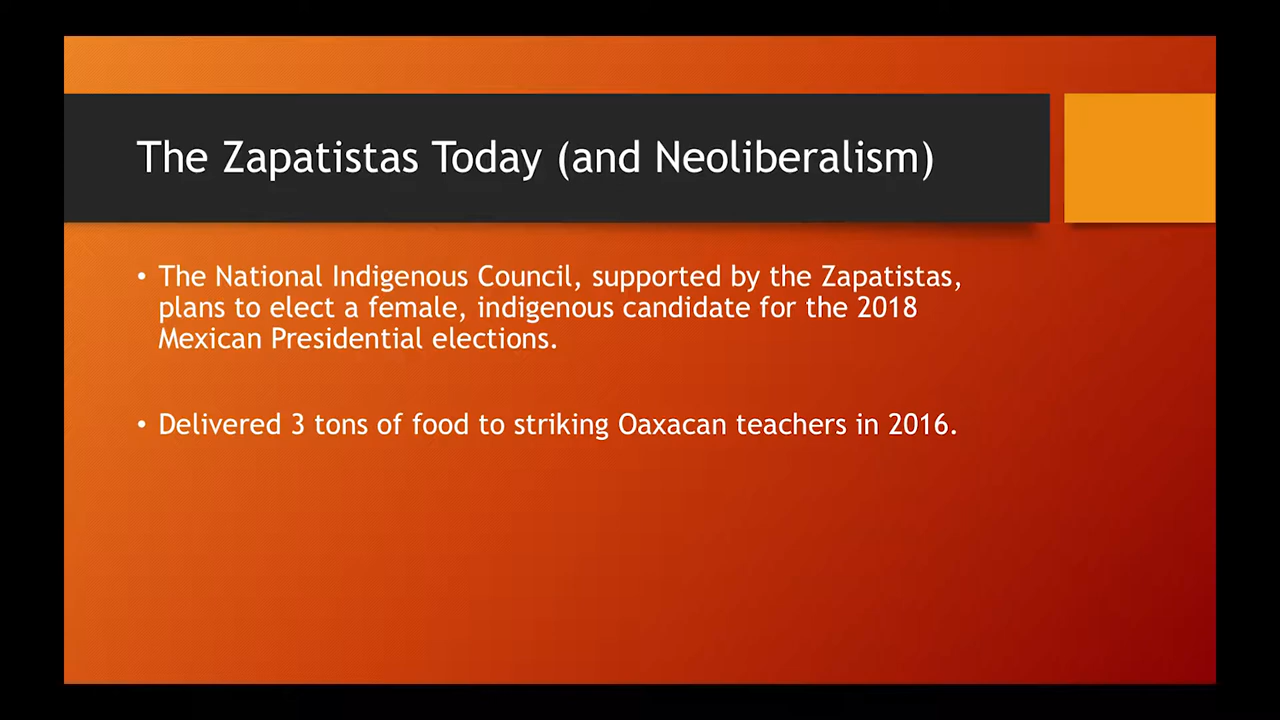 The Zapatistas Today (and Neoliberalism)
• The National Indigenous Council, supported by the Zapatistas,
plans to elect a female, indigenous candidate for the 2018
Mexican Presidential elections.
• Delivered 3 tons of food to striking Oaxacan teachers in 2016.